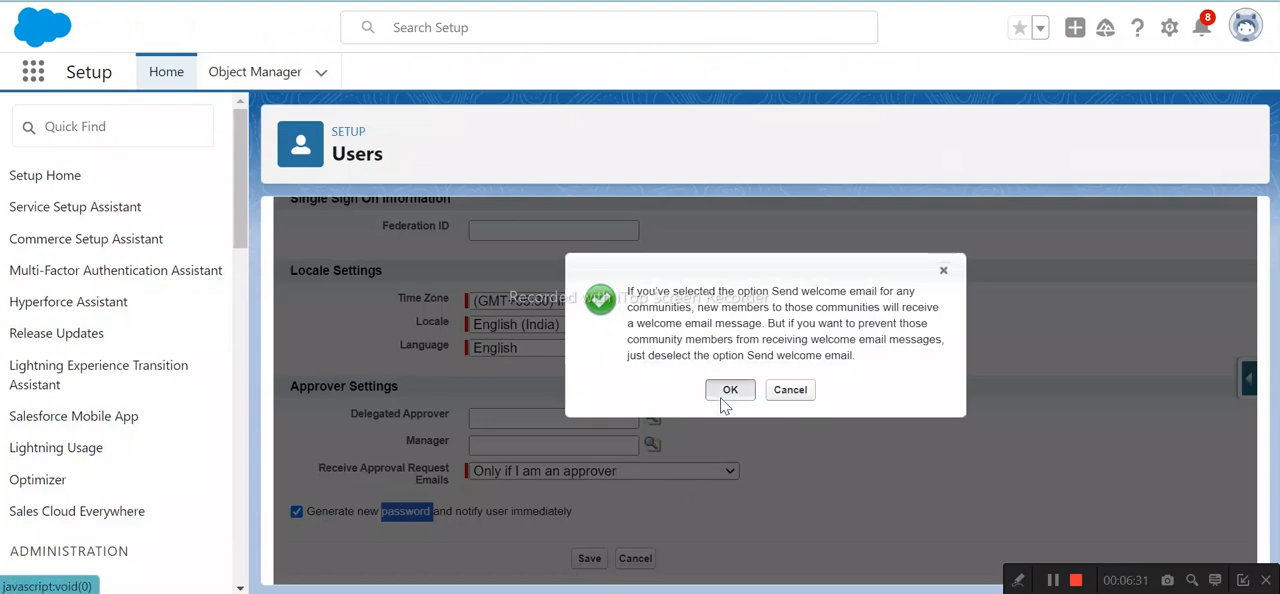 Search Setup
8
Setup
Home
Object Manager
Quick Find
Setup Home
Service Setup Assistant
Commerce Setup Assistant
Multi-Factor Authentication Assistant
Hyperforce Assistant
Release Updates
Lightning Experience Transition
Assistant
Salesforce Mobile App
Lightning Usage
Optimizer
Sales Cloud Everywhere
ADMINISTRATION
javascript:void(0)
SETUP
Users
Single Sign On Information
Federation ID
Locale Settings
Time Zone
Locale English (India)
Language English
Approver Settings
Delegated Approver
Manager
Receive Approval Request
Emails
Only if I am an approver
Generate new password and notify user immediately
Save Cancel
Recorded with iTop Screen Recorder
If you've selected the option Send welcome email for any
communities, new members to those communities will receive
a welcome email message. But if you want to prevent those
community members from receiving welcome email messages,
just deselect the option Send welcome email.
OK Cancel
00:06:31